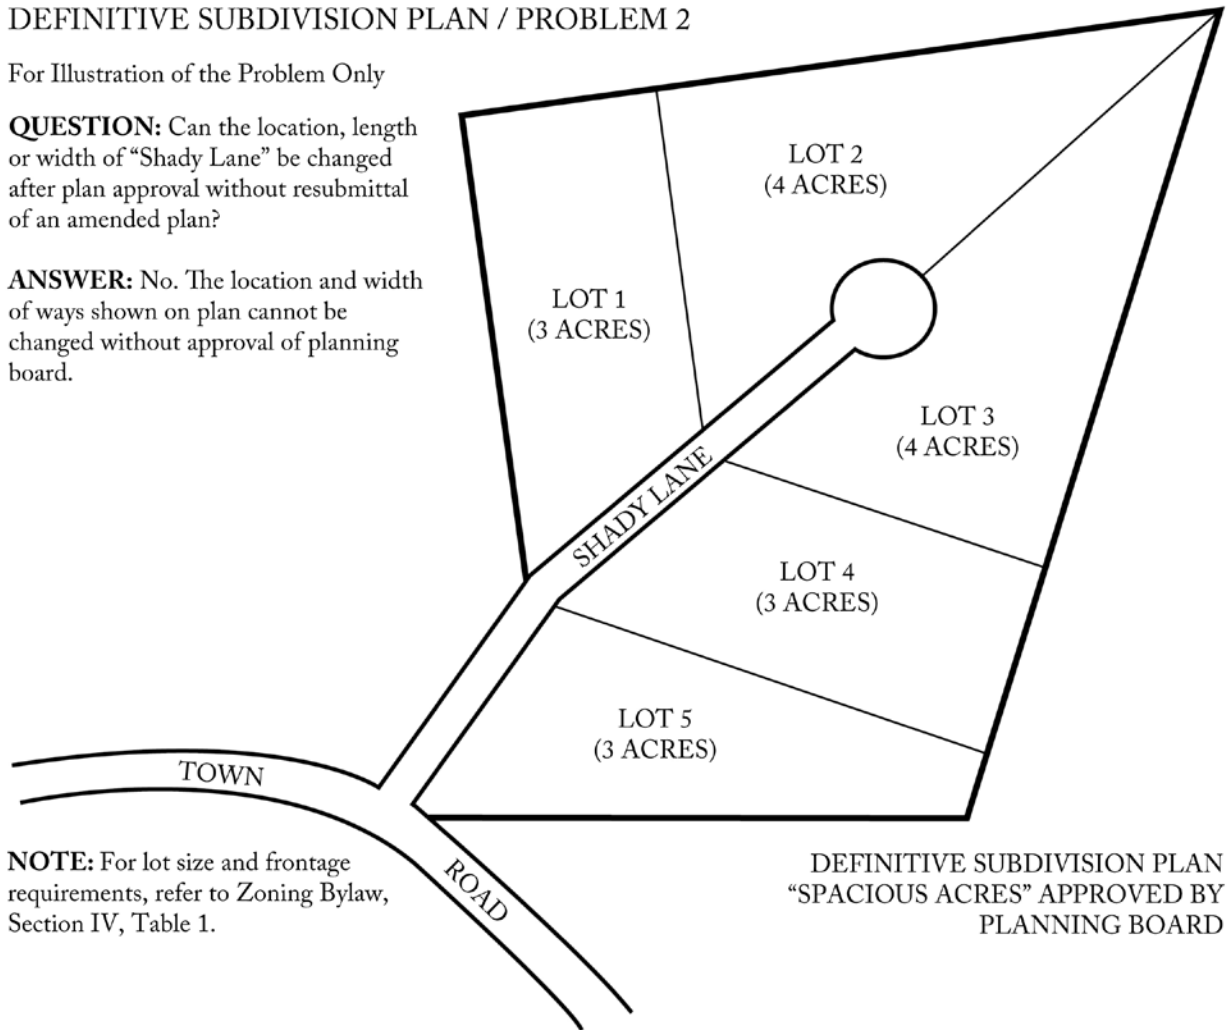 DEFINITIVE SUBDIVISION PLAN / PROBLEM 2
For Illustration of the Problem Only
QUESTION: Can the location, length
or width of “Shady Lane” be changed
after plan approval without resubmittal
of an amended plan?
ANSWER: No. The location and width
of ways shown on plan cannot be
changed without approval of planning
board.
LOT 1
(3 ACRES)
LOT 2
(4 ACRES)
LOT 3
(4 ACRES)
SHADY LANE
LOT 4
(3 ACRES)
LOT 5
(3 ACRES)
TOWN
ROAD
NOTE: For lot size and frontage
requirements, refer to Zoning Bylaw,
Section IV, Table 1.
DEFINITIVE SUBDIVISION PLAN
“SPACIOUS ACRES” APPROVED BY
PLANNING BOARD